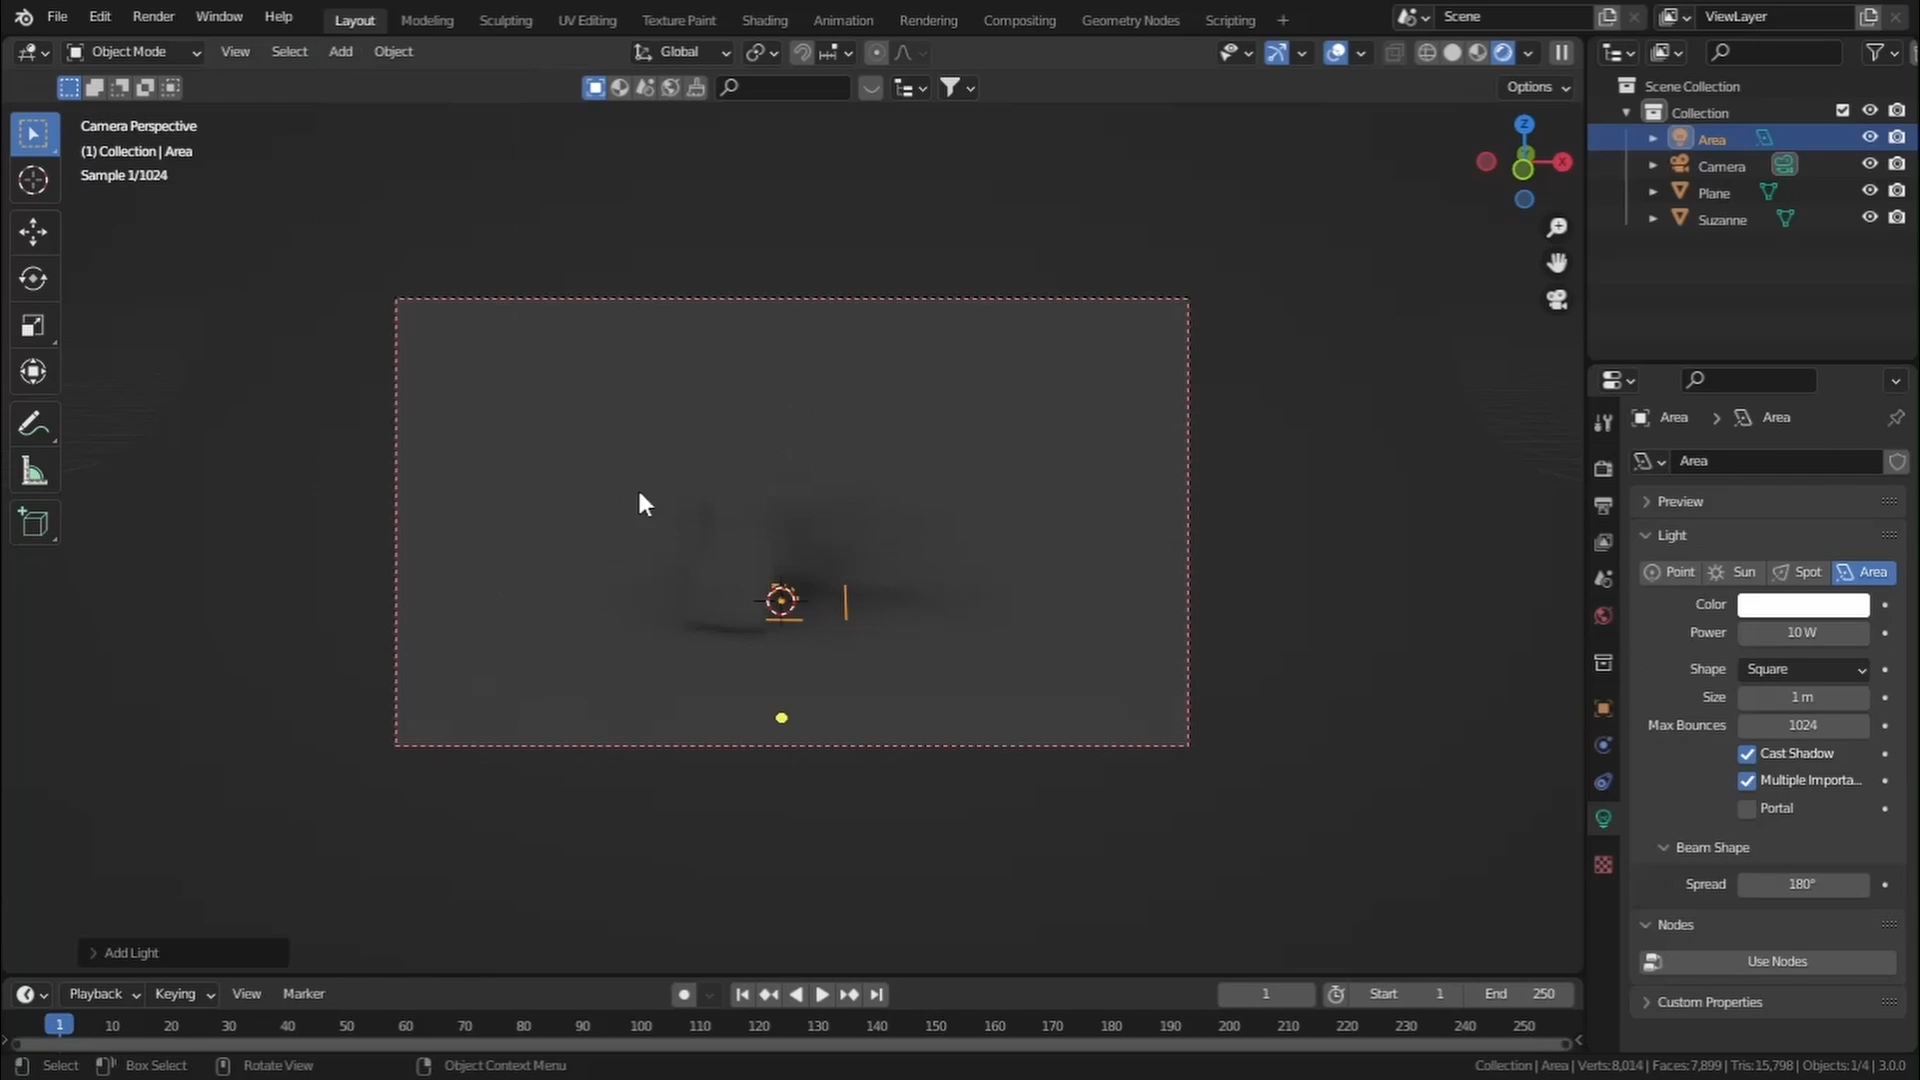 File Edit Render Window Help Layout Modeling Sculpting UV Editing Texture Paint Shading Animation Rendering Compositing Geometry Nodes Scripting + Scene ViewLayer
Object Mode View Select Add Object Global
Options
Camera Perspective
(1) Collection | Area
Sample 1/1024
Z
X
Scene Collection
Collection
Area
Camera
Plane
Suzanne
Area > Area
Area
Preview
Light
Point Sun Spot Area
Color
Power 10 W
Shape Square
Size 1 m
Max Bounces 1024
Cast Shadow
Multiple Importa...
Portal
Beam Shape
Spread 180°
Nodes
Use Nodes
Custom Properties
Add Light
Playback Keying View Marker 1 Start 1 End 250
1 10 20 30 40 50 60 70 80 90 100 110 120 130 140 150 160 170 180 190 200 210 220 230 240 250
Select Box Select Rotate View Object Context Menu Collection | Area | Verts:8,014 | Faces:7,899 | Tris:15,798 | Objects:1/4 | 3.0.0